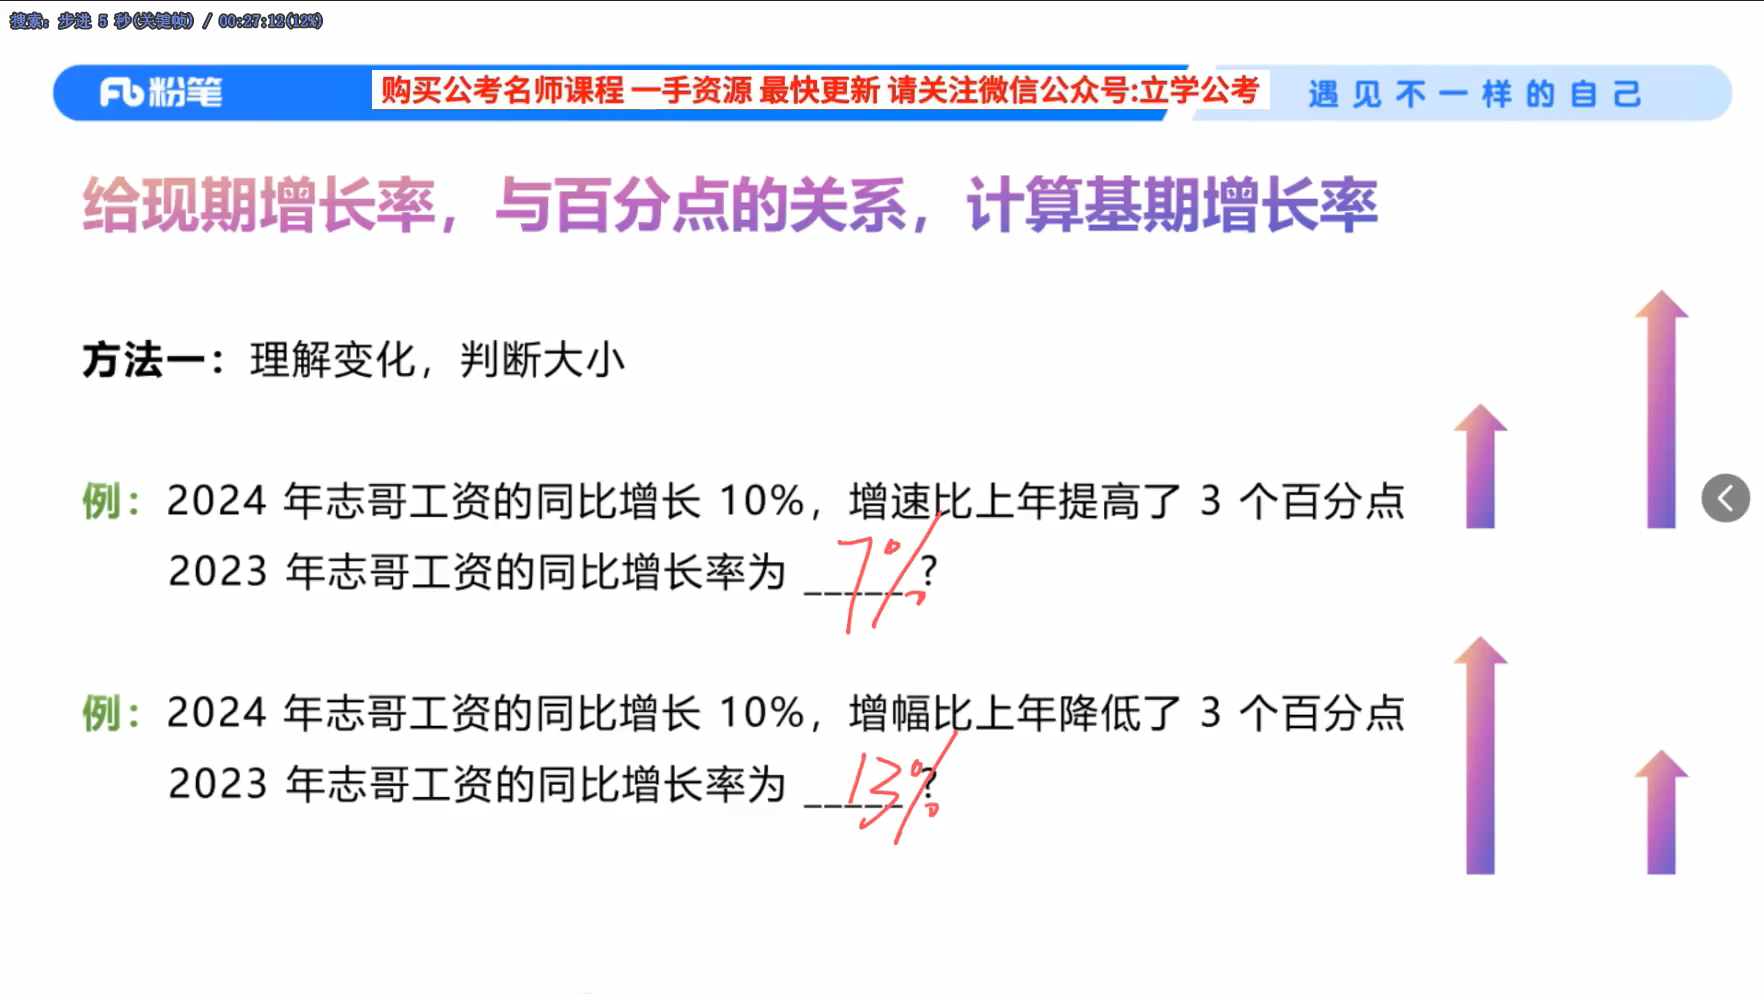 搜索: 步进 5 秒(关键帧) / 00:27:12(12%)
粉笔
购买公考名师课程 一手资源 最快更新 请关注微信公众号:立学公考
遇见不一样的自己
给现期增长率，与百分点的关系，计算基期增长率
方法一：理解变化，判断大小
例：2024 年志哥工资的同比增长 10%，增速比上年提高了 3 个百分点
2023 年志哥工资的同比增长率为 _____?
7%
例：2024 年志哥工资的同比增长 10%，增幅比上年降低了 3 个百分点
2023 年志哥工资的同比增长率为 _____?
13%